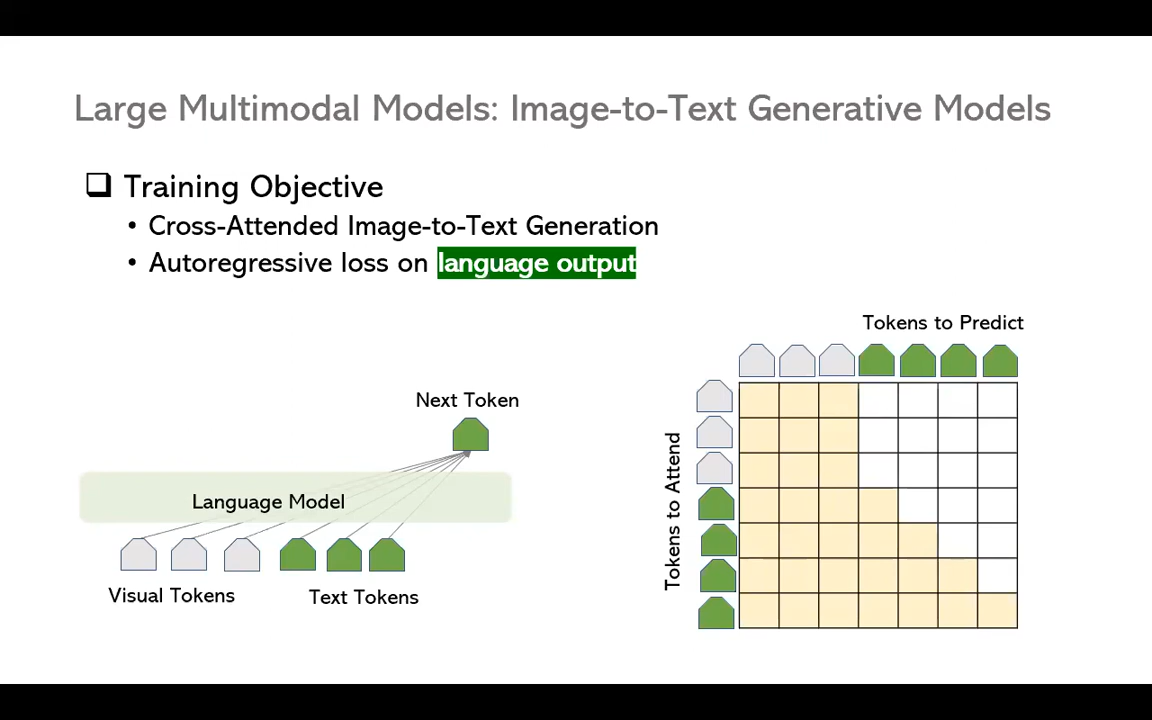 Large Multimodal Models: Image-to-Text Generative Models
❑ Training Objective
• Cross-Attended Image-to-Text Generation
• Autoregressive loss on language output
Tokens to Predict
Next Token
Tokens to Attend
Language Model
Visual Tokens
Text Tokens